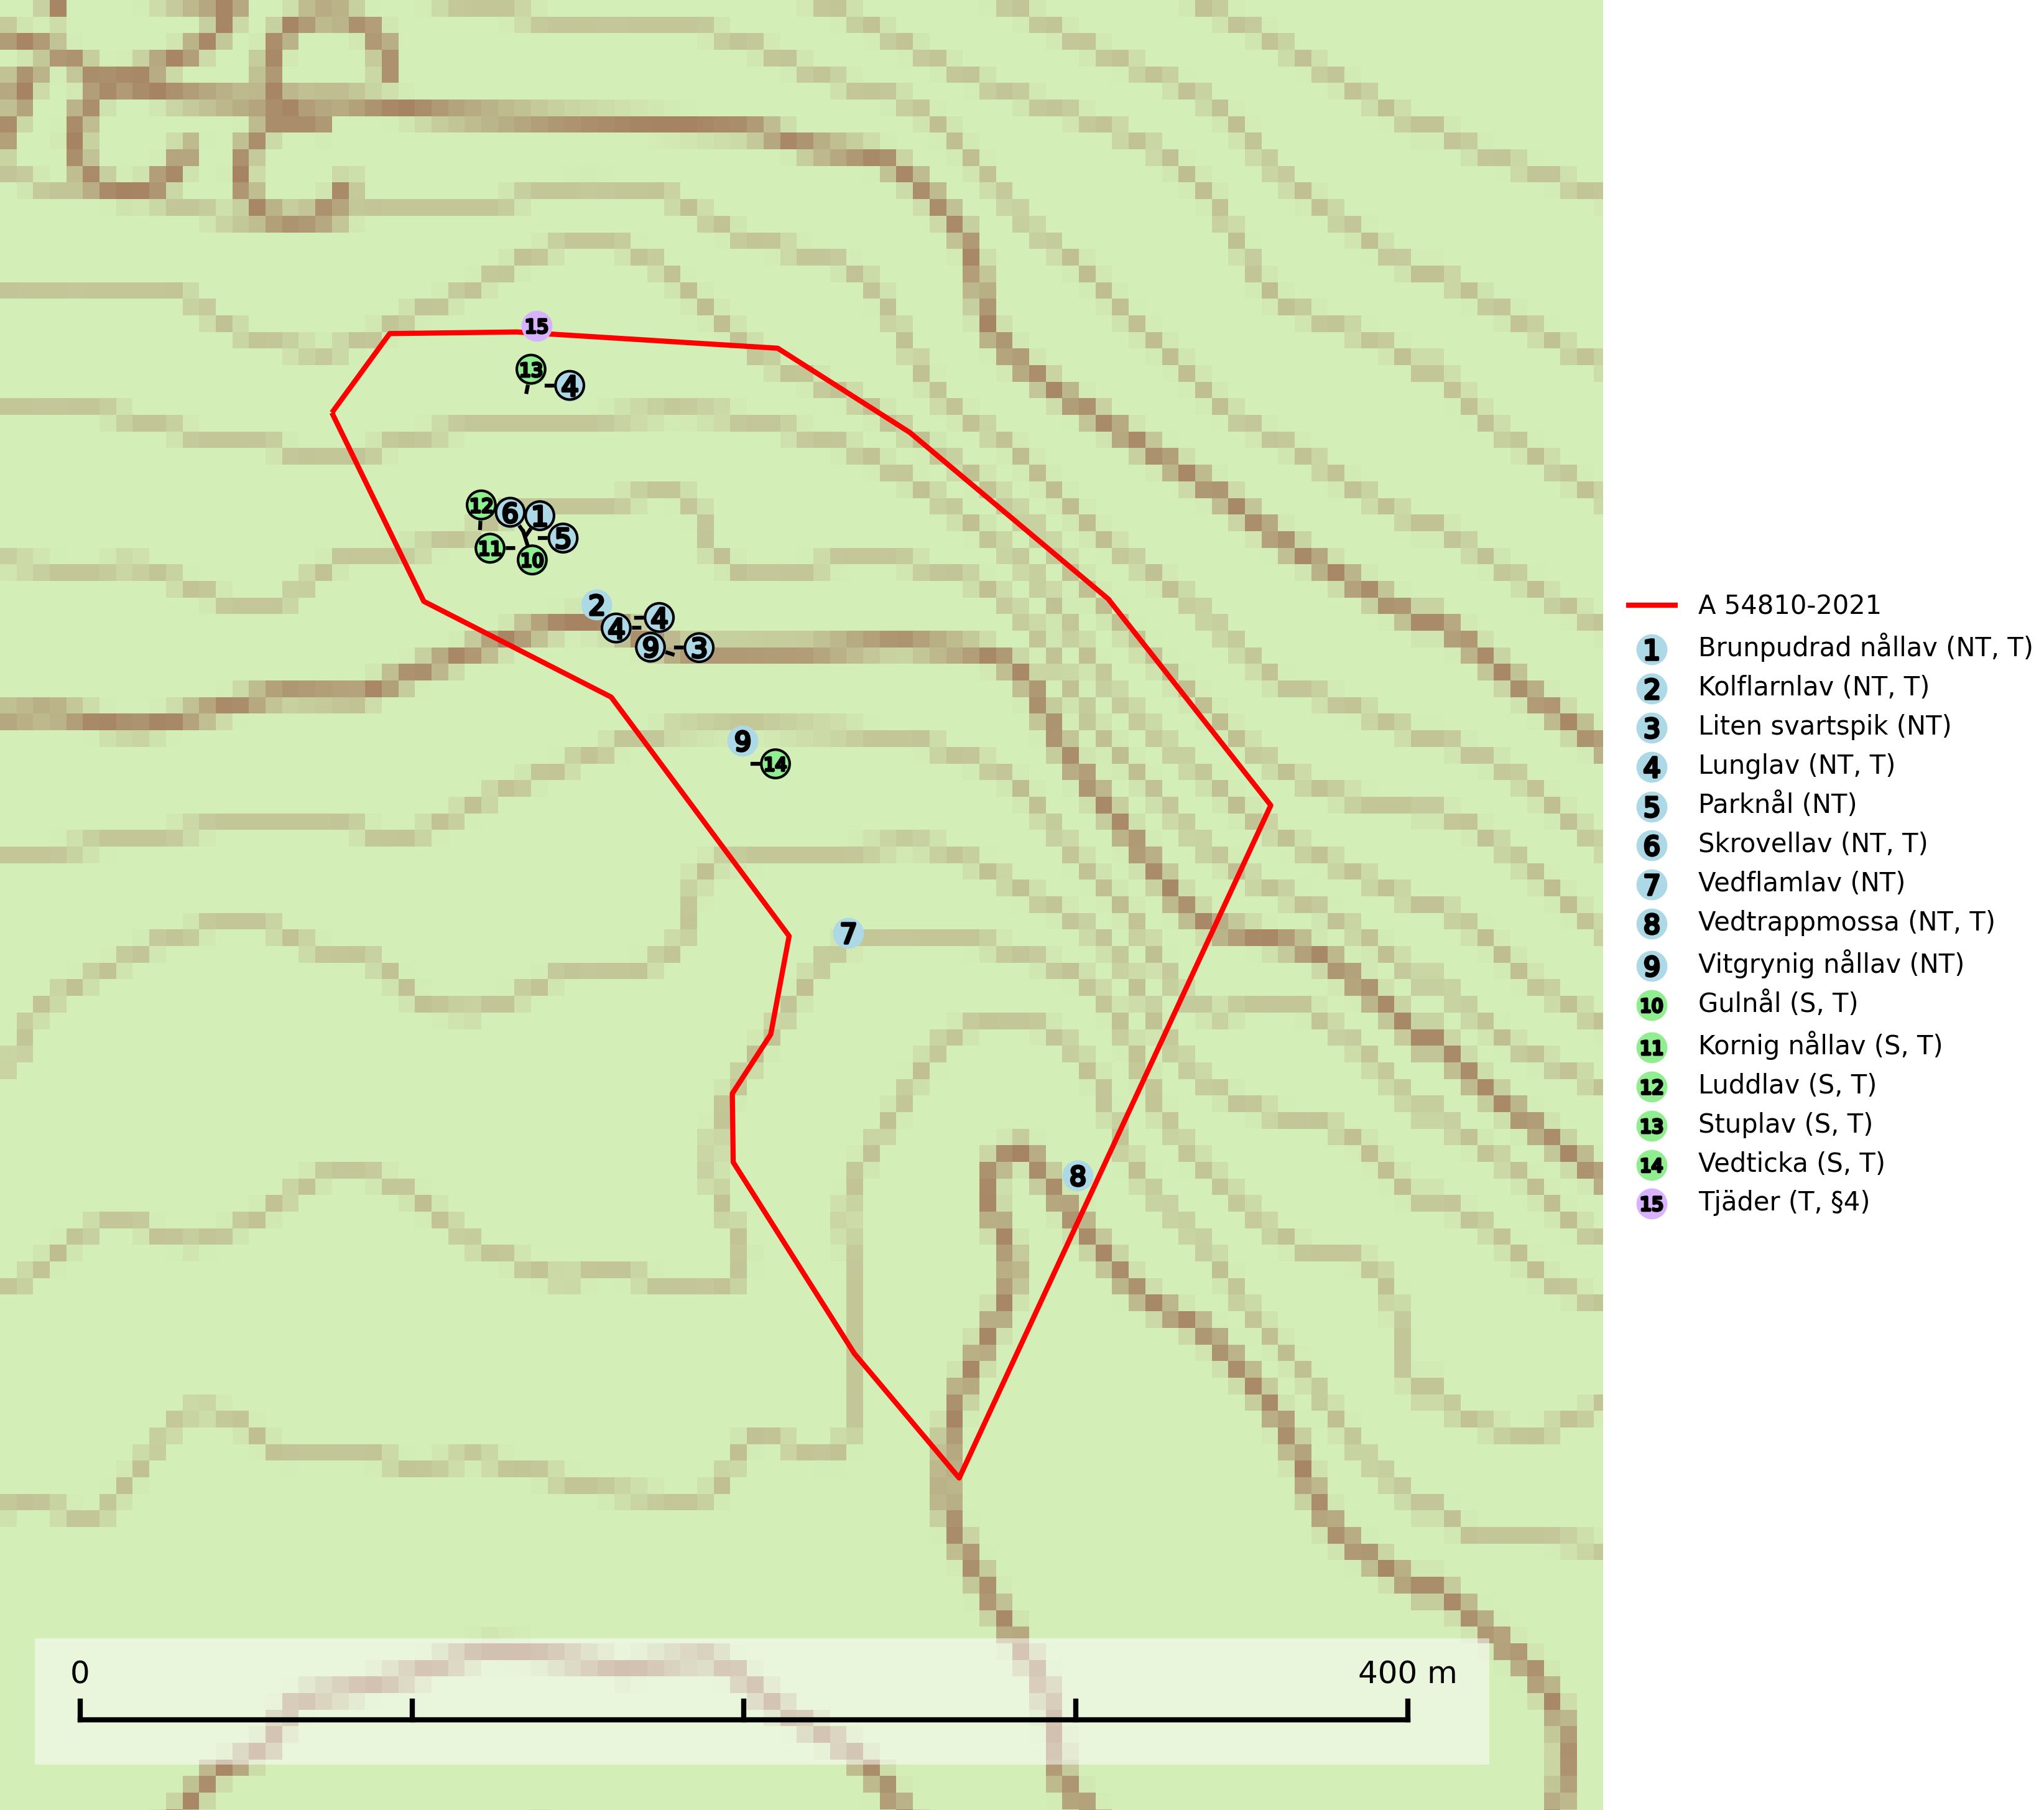 15
13
4
12
6
1
5
11
10
2
4
4
9
3
9
14
7
8
0
400 m
A 54810-2021
1 Brunpudrad nållav (NT, T)
2 Kolflarnlav (NT, T)
3 Liten svartspik (NT)
4 Lunglav (NT, T)
5 Parknål (NT)
6 Skrovellav (NT, T)
7 Vedflamlav (NT)
8 Vedtrappmossa (NT, T)
9 Vitgrynig nållav (NT)
10 Gulnål (S, T)
11 Kornig nållav (S, T)
12 Luddlav (S, T)
13 Stuplav (S, T)
14 Vedticka (S, T)
15 Tjäder (T, §4)